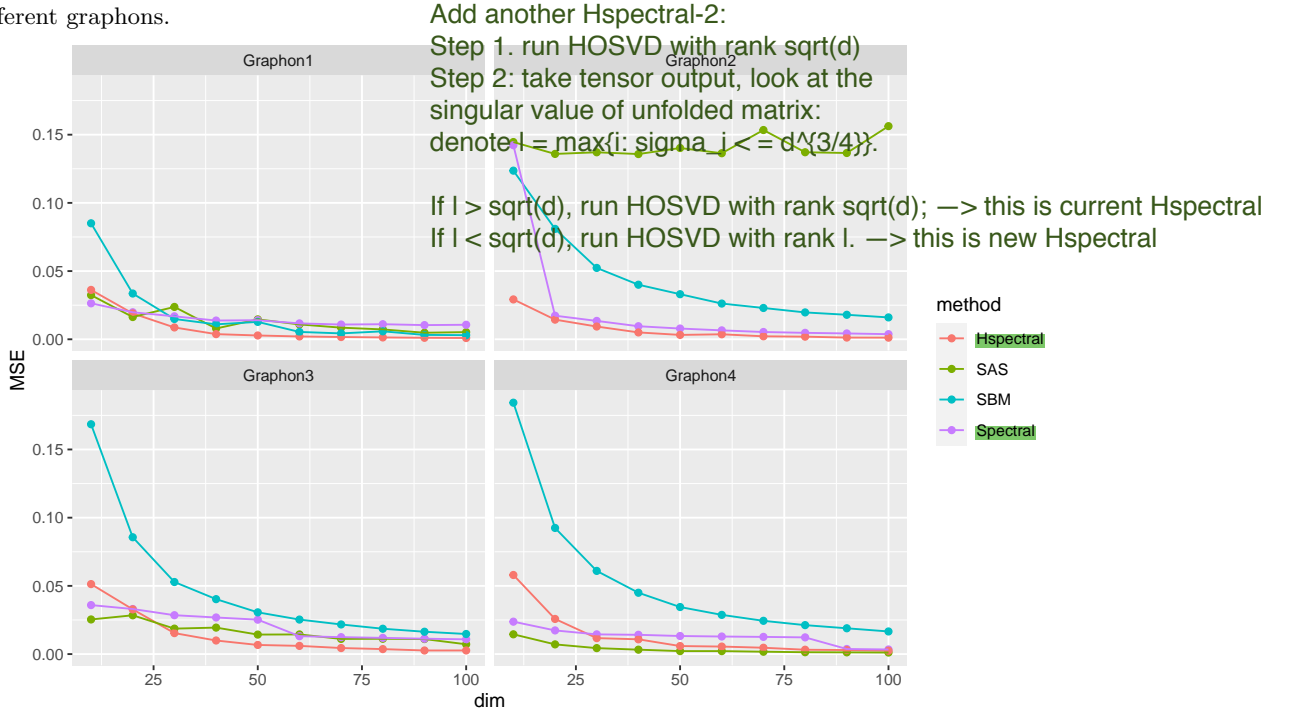 ferent graphons.
Add another Hspectral-2:
Step 1. run HOSVD with rank sqrt(d)
Step 2: take tensor output, look at the
singular value of unfolded matrix:
denote l = max{i: sigma_i < = d^{3/4}}.
If l > sqrt(d), run HOSVD with rank sqrt(d); —> this is current Hspectral
If l < sqrt(d), run HOSVD with rank l. —> this is new Hspectral
Graphon1
Graphon2
0.15
0.10
0.05
0.00
MSE
Graphon3
Graphon4
0.15
0.10
0.05
0.00
25
50
75
100
25
50
75
100
dim
method
Hspectral
SAS
SBM
Spectral